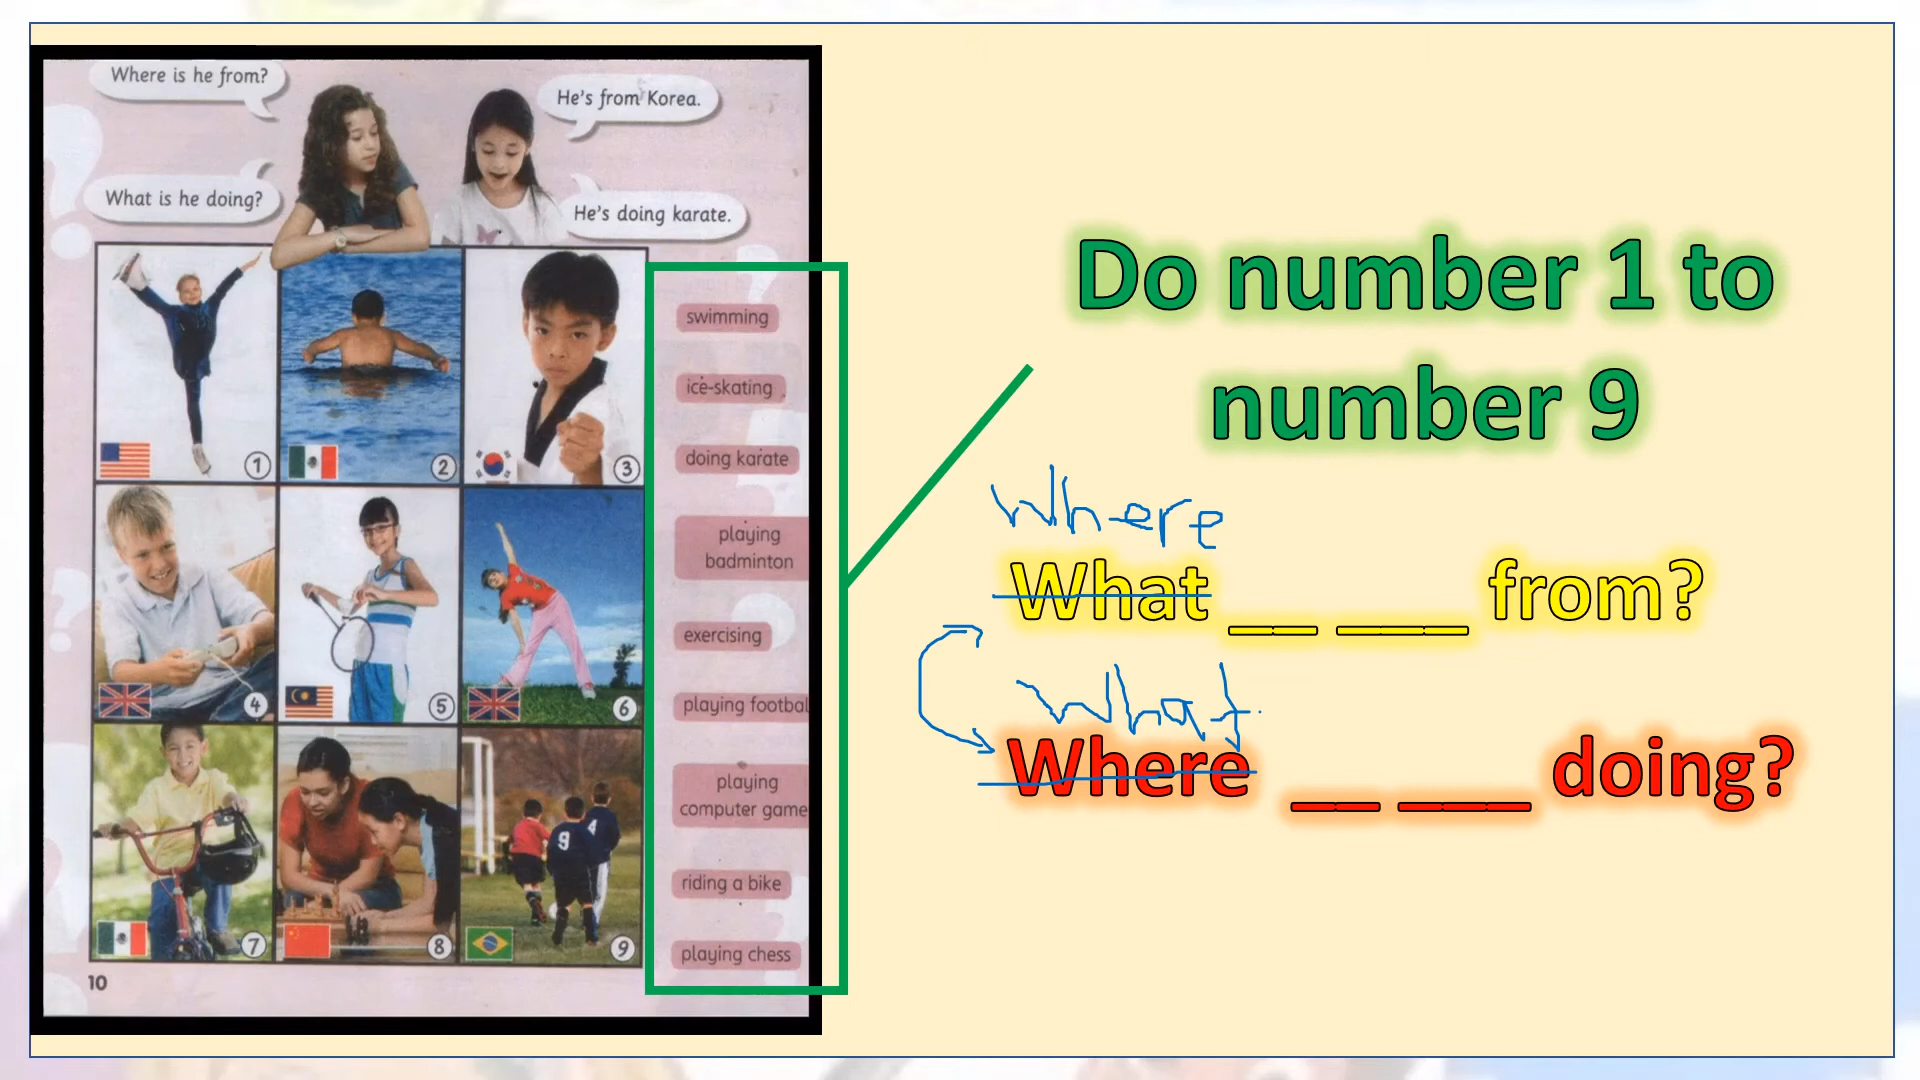 Where is he from?
He's from Korea.
What is he doing?
He's doing karate.
1
2
3
4
5
6
7
8
9
9
4
swimming
ice-skating
doing karate
playing
badminton
exercising
playing footbal
playing
computer game
riding a bike
playing chess
10
Do number 1 to
number 9
Where
What __ ___ from?
What
Where __ ___ doing?